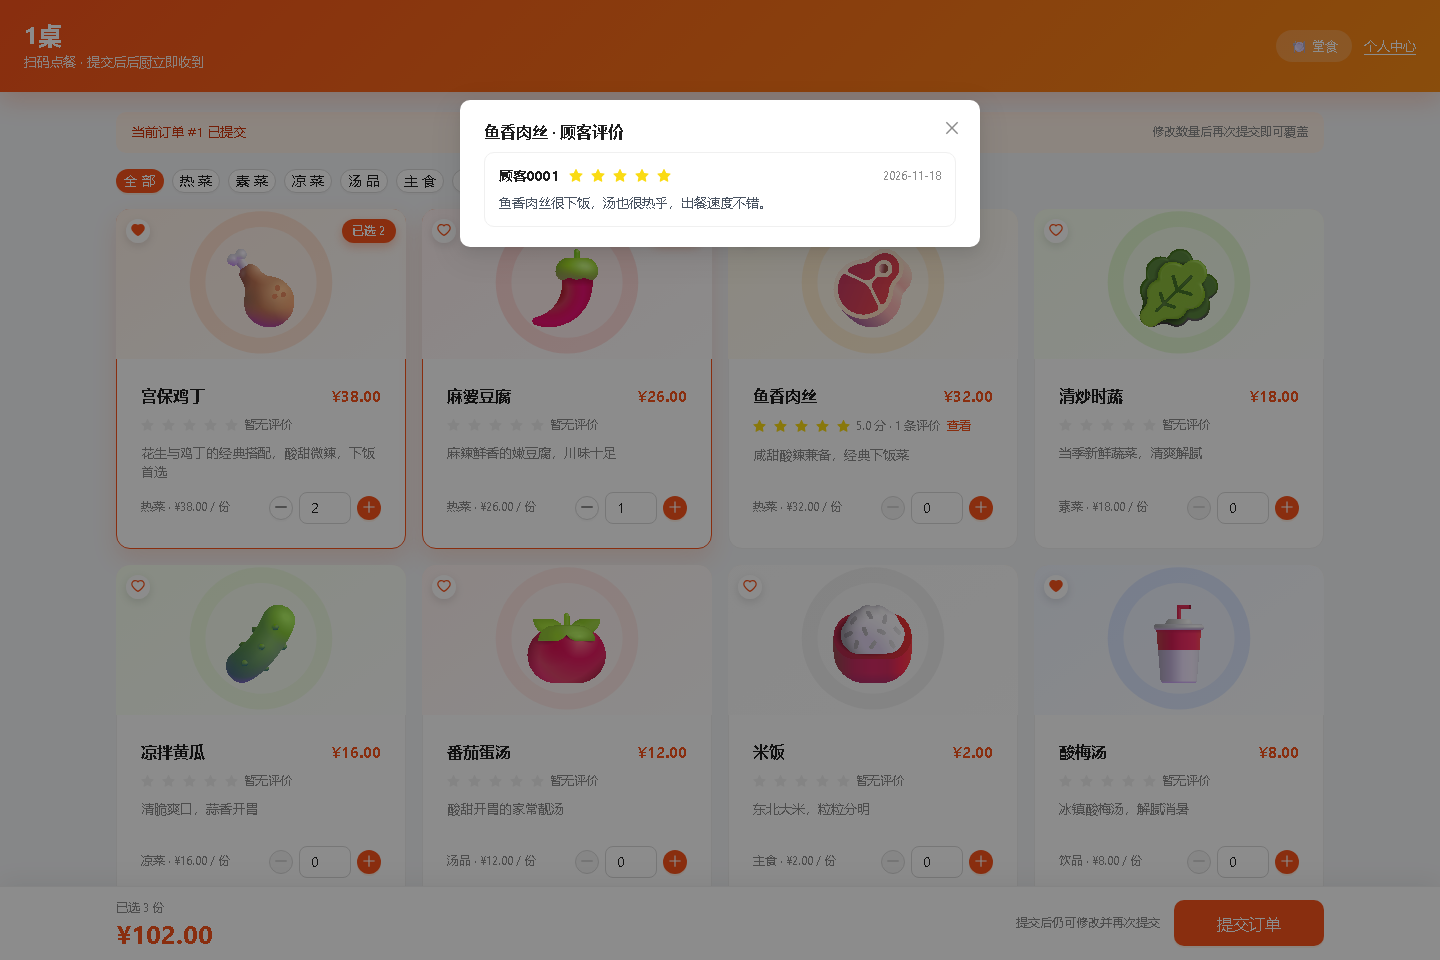 1桌
扫码点餐 · 提交后后厨立即收到
堂食
个人中心
当前订单 #1 已提交
修改数量后再次提交即可覆盖
全部
热菜
素菜
凉菜
汤品
主食
鱼香肉丝 · 顾客评价
顾客0001
2026-11-18
鱼香肉丝很下饭，汤也很热乎，出餐速度不错。
已选 2
宫保鸡丁
¥38.00
暂无评价
花生与鸡丁的经典搭配，酸甜微辣，下饭
首选
热菜 · ¥38.00 / 份
2
麻婆豆腐
¥26.00
暂无评价
麻辣鲜香的嫩豆腐，川味十足
热菜 · ¥26.00 / 份
1
鱼香肉丝
¥32.00
5.0 分 · 1 条评价 查看
咸甜酸辣兼备，经典下饭菜
热菜 · ¥32.00 / 份
0
清炒时蔬
¥18.00
暂无评价
当季新鲜蔬菜，清爽解腻
素菜 · ¥18.00 / 份
0
凉拌黄瓜
¥16.00
暂无评价
清脆爽口，蒜香开胃
凉菜 · ¥16.00 / 份
0
番茄蛋汤
¥12.00
暂无评价
酸甜开胃的家常靓汤
汤品 · ¥12.00 / 份
0
米饭
¥2.00
暂无评价
东北大米，粒粒分明
主食 · ¥2.00 / 份
0
酸梅汤
¥8.00
暂无评价
冰镇酸梅汤，解腻消暑
饮品 · ¥8.00 / 份
0
已选 3 份
¥102.00
提交后仍可修改并再次提交
提交订单